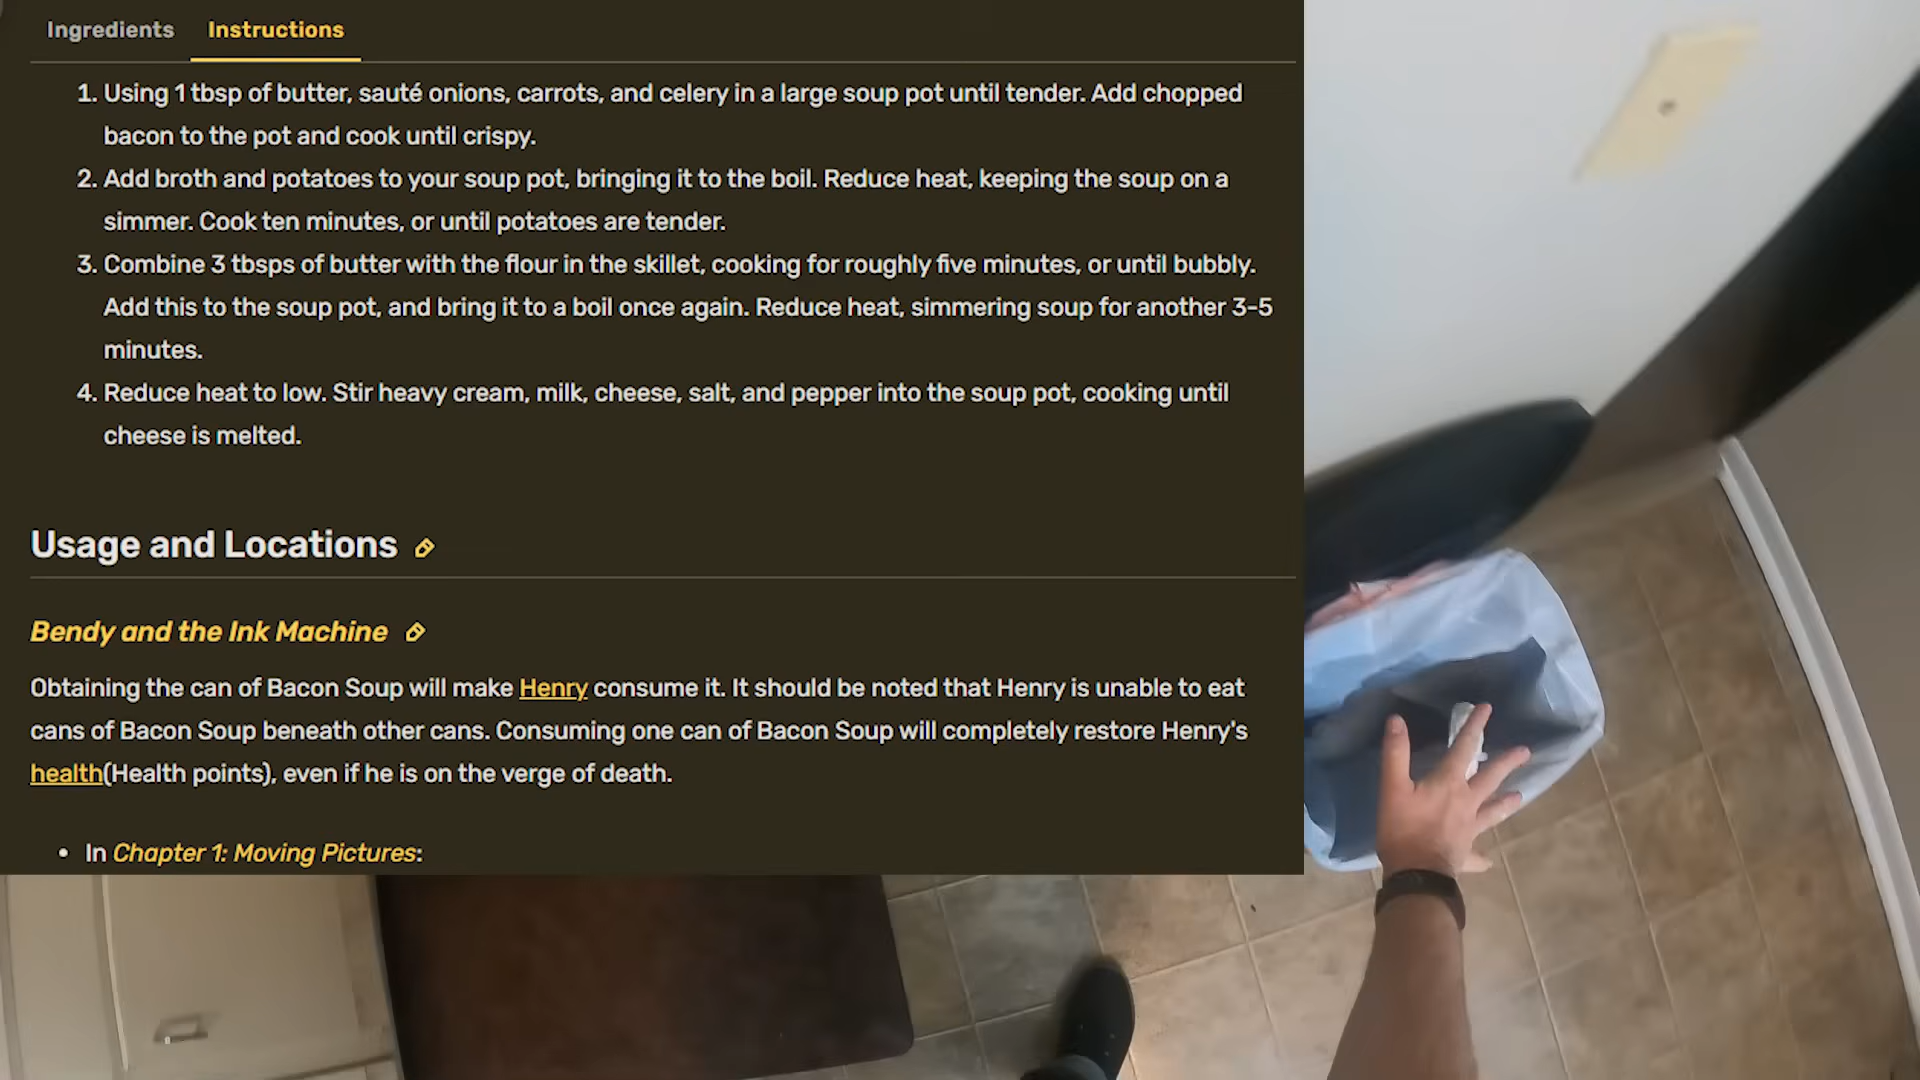 Ingredients Instructions
1. Using 1 tbsp of butter, sauté onions, carrots, and celery in a large soup pot until tender. Add chopped
bacon to the pot and cook until crispy.
2. Add broth and potatoes to your soup pot, bringing it to the boil. Reduce heat, keeping the soup on a
simmer. Cook ten minutes, or until potatoes are tender.
3. Combine 3 tbsps of butter with the flour in the skillet, cooking for roughly five minutes, or until bubbly.
Add this to the soup pot, and bring it to a boil once again. Reduce heat, simmering soup for another 3-5
minutes.
4. Reduce heat to low. Stir heavy cream, milk, cheese, salt, and pepper into the soup pot, cooking until
cheese is melted.
Usage and Locations
Bendy and the Ink Machine
Obtaining the can of Bacon Soup will make Henry consume it. It should be noted that Henry is unable to eat
cans of Bacon Soup beneath other cans. Consuming one can of Bacon Soup will completely restore Henry's
health(Health points), even if he is on the verge of death.
• In Chapter 1: Moving Pictures: